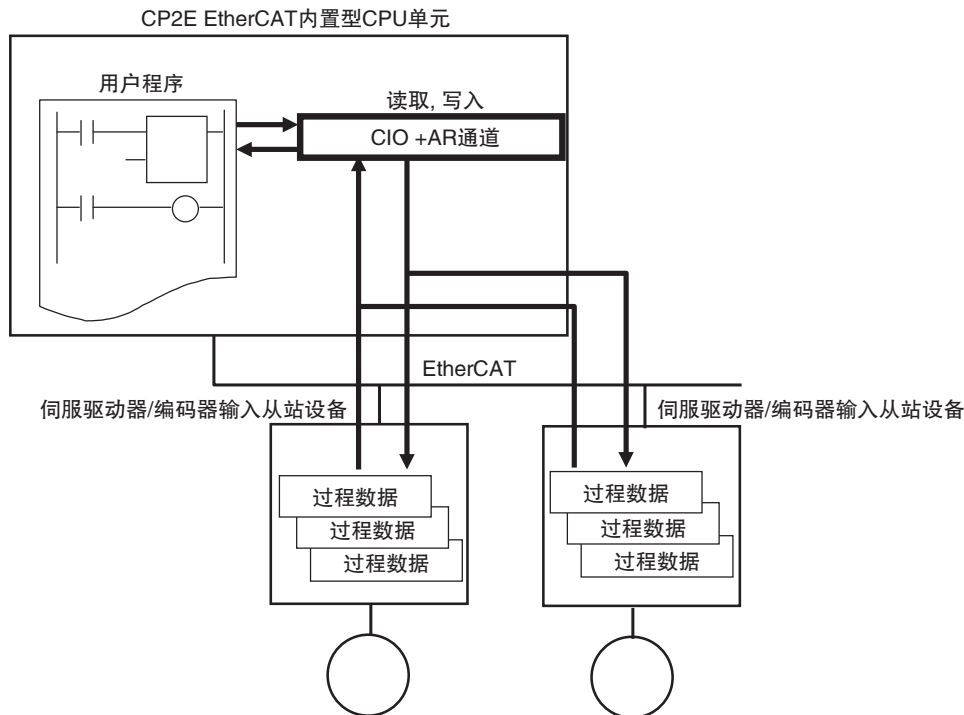 CP2E EtherCAT内置型CPU单元
用户程序
读取, 写入
CIO +AR通道
EtherCAT
伺服驱动器/编码器输入从站设备
伺服驱动器/编码器输入从站设备
过程数据
过程数据
过程数据
过程数据
过程数据
过程数据